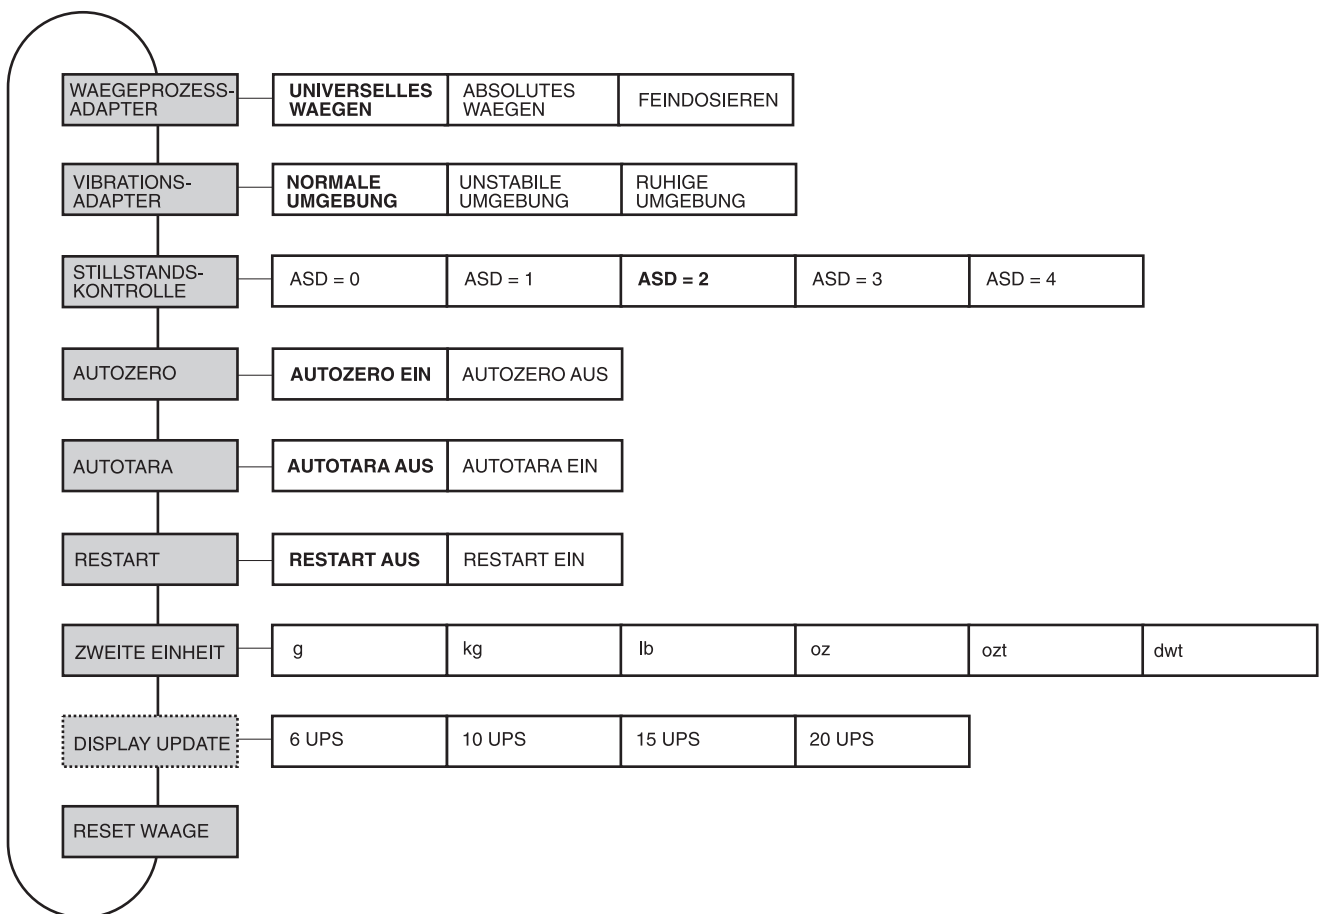 WAEGEPROZESS-
ADAPTER
UNIVERSELLES
WAEGEN
ABSOLUTES
WAEGEN
FEINDOSIEREN
VIBRATIONS-
ADAPTER
NORMALE
UMGEBUNG
UNSTABILE
UMGEBUNG
RUHIGE
UMGEBUNG
STILLSTANDS-
KONTROLLE
ASD = 0
ASD = 1
ASD = 2
ASD = 3
ASD = 4
AUTOZERO
AUTOZERO EIN
AUTOZERO AUS
AUTOTARA
AUTOTARA AUS
AUTOTARA EIN
RESTART
RESTART AUS
RESTART EIN
ZWEITE EINHEIT
g
kg
lb
oz
ozt
dwt
DISPLAY UPDATE
6 UPS
10 UPS
15 UPS
20 UPS
RESET WAAGE